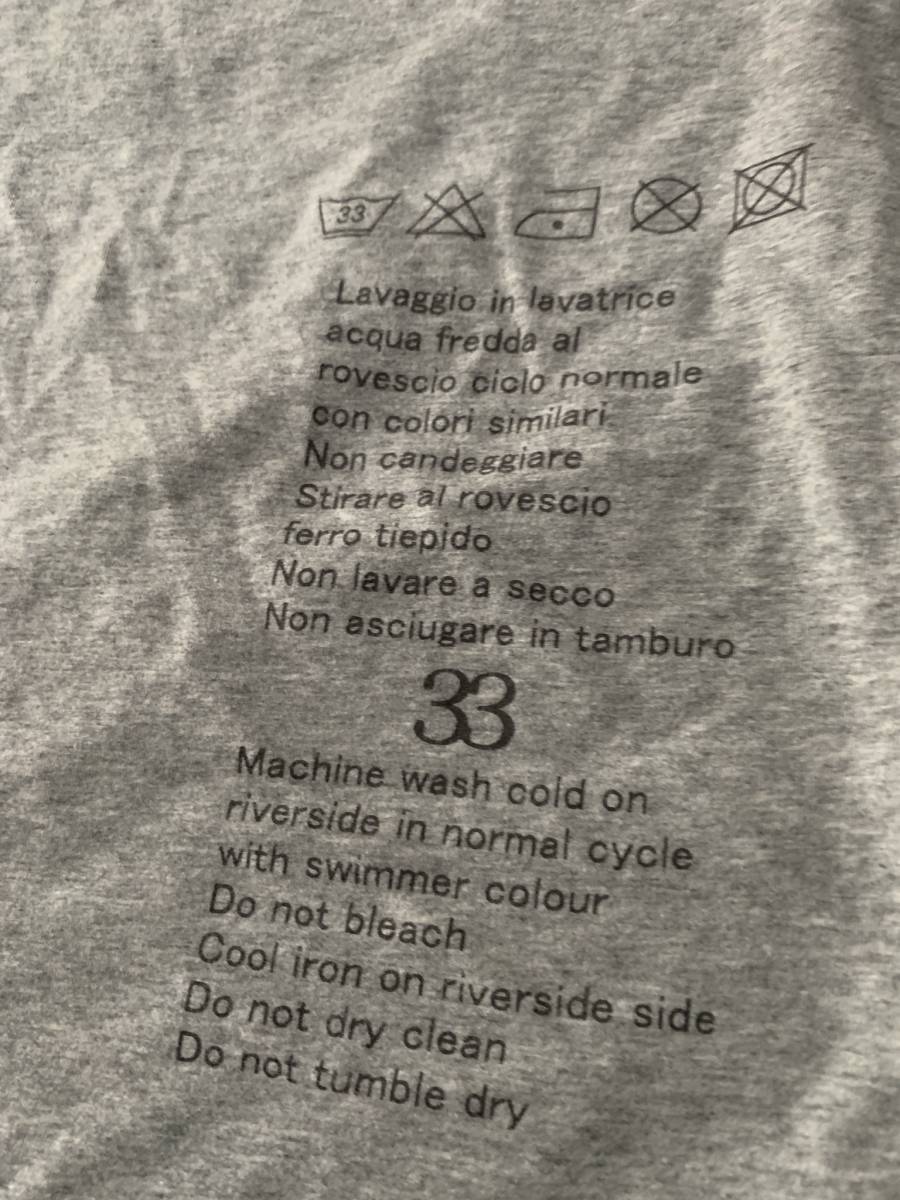 33
Lavaggio in lavatrice
acqua fredda al
rovescio ciclo normale
con colori similari
Non candeggiare
Stirare al rovescio
ferro tiepido
Non lavare a secco
Non asciugare in tamburo
33
Machine wash cold on
riverside in normal cycle
with swimmer colour
Do not bleach
Cool iron on riverside side
Do not dry clean
Do not tumble dry